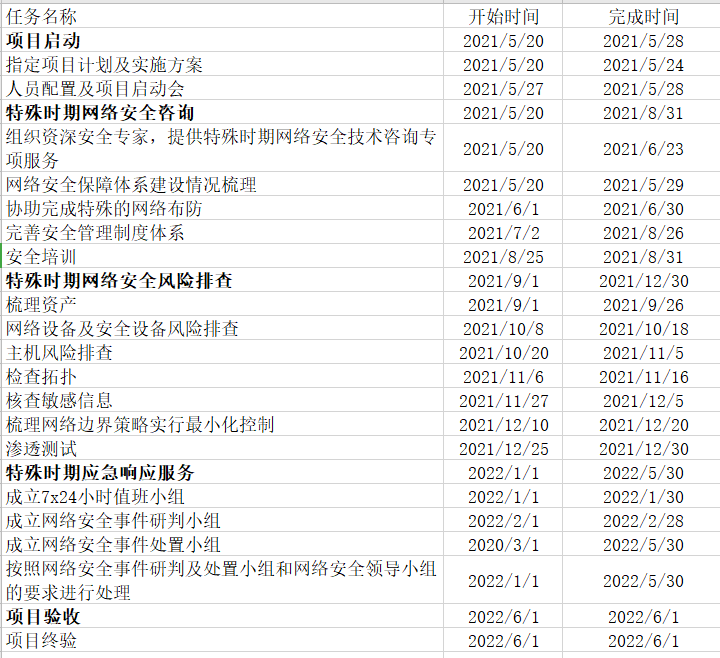 任务名称 开始时间 完成时间
项目启动 2021/5/20 2021/5/28
指定项目计划及实施方案 2021/5/20 2021/5/24
人员配置及项目启动会 2021/5/27 2021/5/28
特殊时期网络安全咨询 2021/5/20 2021/8/31
组织资深安全专家，提供特殊时期网络安全技术咨询专
项服务 2021/5/20 2021/6/23
网络安全保障体系建设情况梳理 2021/5/20 2021/5/29
协助完成特殊的网络布防 2021/6/1 2021/6/30
完善安全管理制度体系 2021/7/2 2021/8/26
安全培训 2021/8/25 2021/8/31
特殊时期网络安全风险排查 2021/9/1 2021/12/30
梳理资产 2021/9/1 2021/9/26
网络设备及安全设备风险排查 2021/10/8 2021/10/18
主机风险排查 2021/10/20 2021/11/5
检查拓扑 2021/11/6 2021/11/16
核查敏感信息 2021/11/27 2021/12/5
梳理网络边界策略实行最小化控制 2021/12/10 2021/12/20
渗透测试 2021/12/25 2021/12/30
特殊时期应急响应服务 2022/1/1 2022/5/30
成立7x24小时值班小组 2022/1/1 2022/1/30
成立网络安全事件研判小组 2022/2/1 2022/2/28
成立网络安全事件处置小组 2020/3/1 2022/5/30
按照网络安全事件研判及处置小组和网络安全领导小组
的要求进行处理 2022/1/1 2022/5/30
项目验收 2022/6/1 2022/6/1
项目终验 2022/6/1 2022/6/1